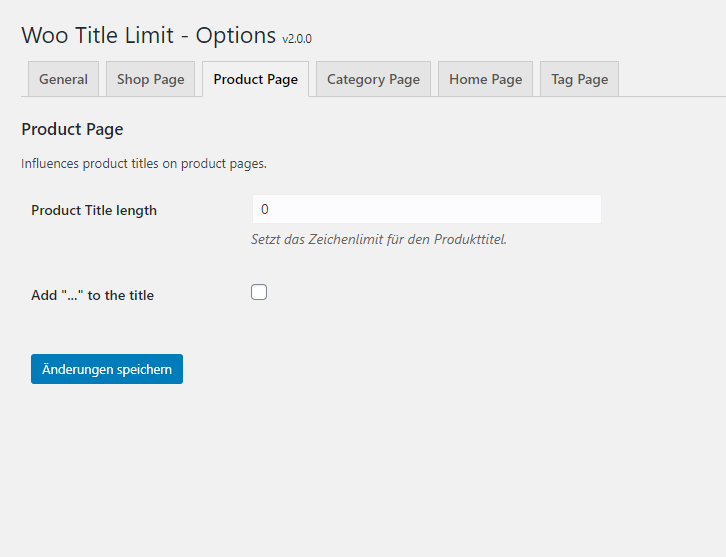 Woo Title Limit - Options v2.0.0
General Shop Page Product Page Category Page Home Page Tag Page
Product Page
Influences product titles on product pages.
Product Title length 0
Setzt das Zeichenlimit für den Produkttitel.
Add "..." to the title
Änderungen speichern